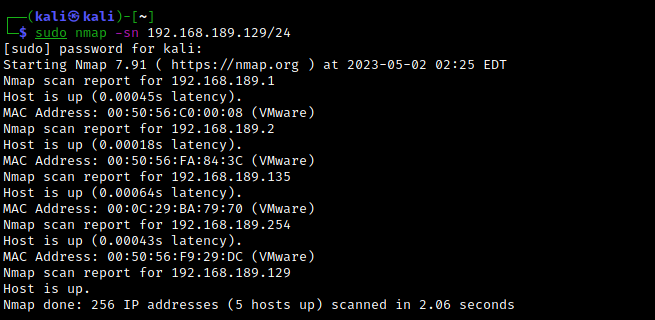 ┌──(kali㉿kali)-[~]
└─$ sudo nmap -sn 192.168.189.129/24
[sudo] password for kali:
Starting Nmap 7.91 ( https://nmap.org ) at 2023-05-02 02:25 EDT
Nmap scan report for 192.168.189.1
Host is up (0.00045s latency).
MAC Address: 00:50:56:C0:00:08 (VMware)
Nmap scan report for 192.168.189.2
Host is up (0.00018s latency).
MAC Address: 00:50:56:FA:84:3C (VMware)
Nmap scan report for 192.168.189.135
Host is up (0.00064s latency).
MAC Address: 00:0C:29:BA:79:70 (VMware)
Nmap scan report for 192.168.189.254
Host is up (0.00043s latency).
MAC Address: 00:50:56:F9:29:DC (VMware)
Nmap scan report for 192.168.189.129
Host is up.
Nmap done: 256 IP addresses (5 hosts up) scanned in 2.06 seconds